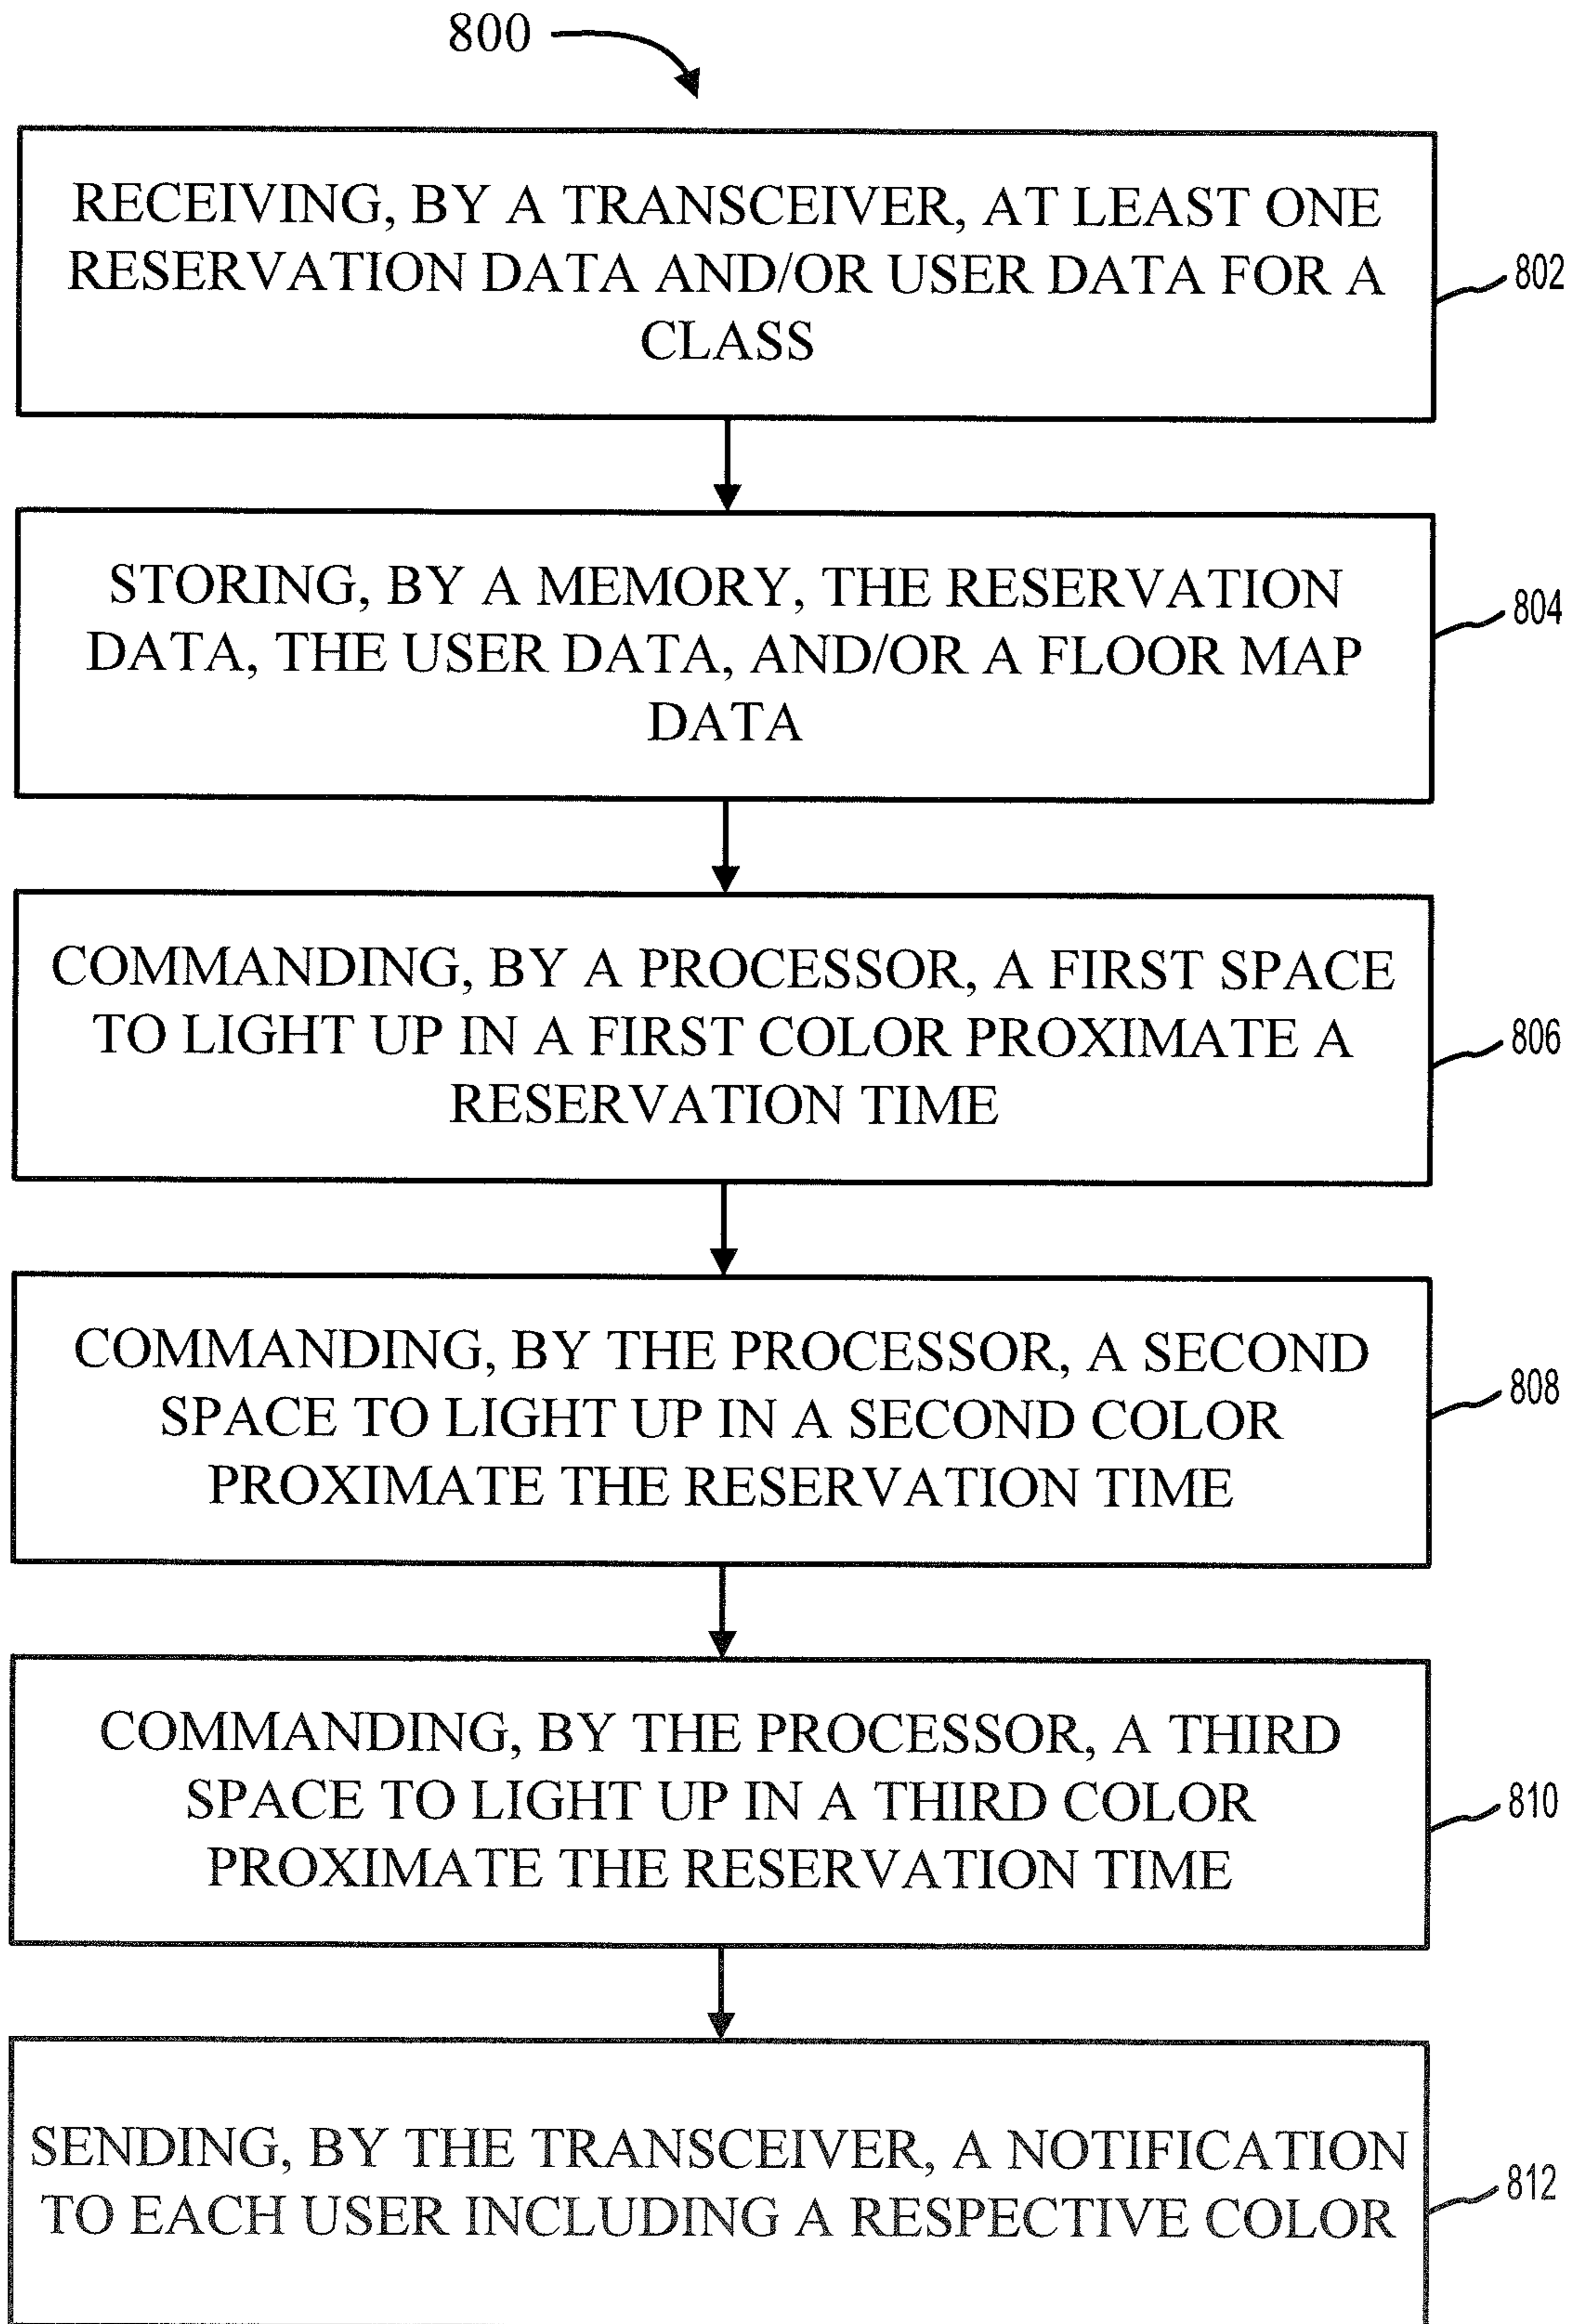 800
RECEIVING, BY A TRANSCEIVER, AT LEAST ONE
RESERVATION DATA AND/OR USER DATA FOR A
CLASS
802
STORING, BY A MEMORY, THE RESERVATION
DATA, THE USER DATA, AND/OR A FLOOR MAP
DATA
804
COMMANDING, BY A PROCESSOR, A FIRST SPACE
TO LIGHT UP IN A FIRST COLOR PROXIMATE A
RESERVATION TIME
806
COMMANDING, BY THE PROCESSOR, A SECOND
SPACE TO LIGHT UP IN A SECOND COLOR
PROXIMATE THE RESERVATION TIME
808
COMMANDING, BY THE PROCESSOR, A THIRD
SPACE TO LIGHT UP IN A THIRD COLOR
PROXIMATE THE RESERVATION TIME
810
SENDING, BY THE TRANSCEIVER, A NOTIFICATION
TO EACH USER INCLUDING A RESPECTIVE COLOR
812